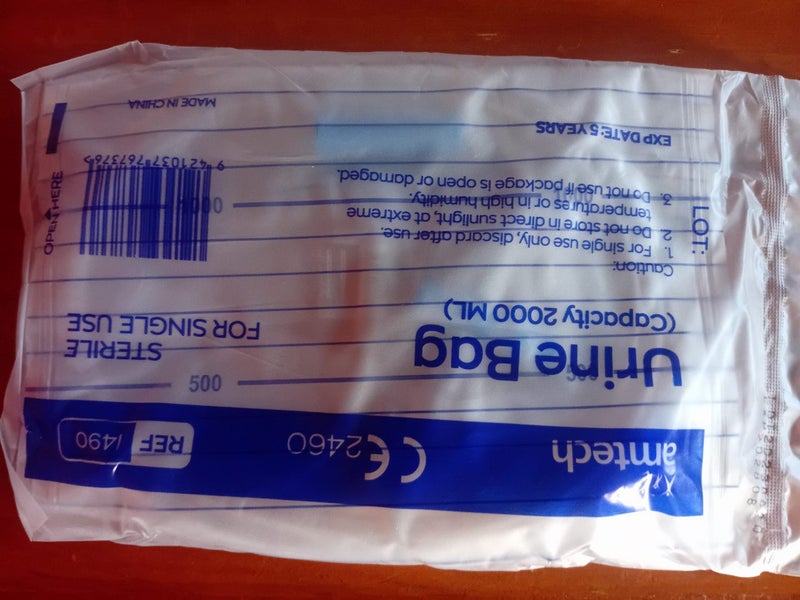 amtech
CE 2460
REF 1490
500
Urine Bag
(Capacity 2000 ML)
STERILE
FOR SINGLE USE
Caution:
1. For single use only, discard after use.
2. Do not store in direct sunlight, at extreme
temperatures or in high humidity.
3. Do not use if package is open or damaged.
LOT:
EXP DATE: 5 YEARS
1000
9 421037 767376 >
OPEN HERE
MADE IN CHINA